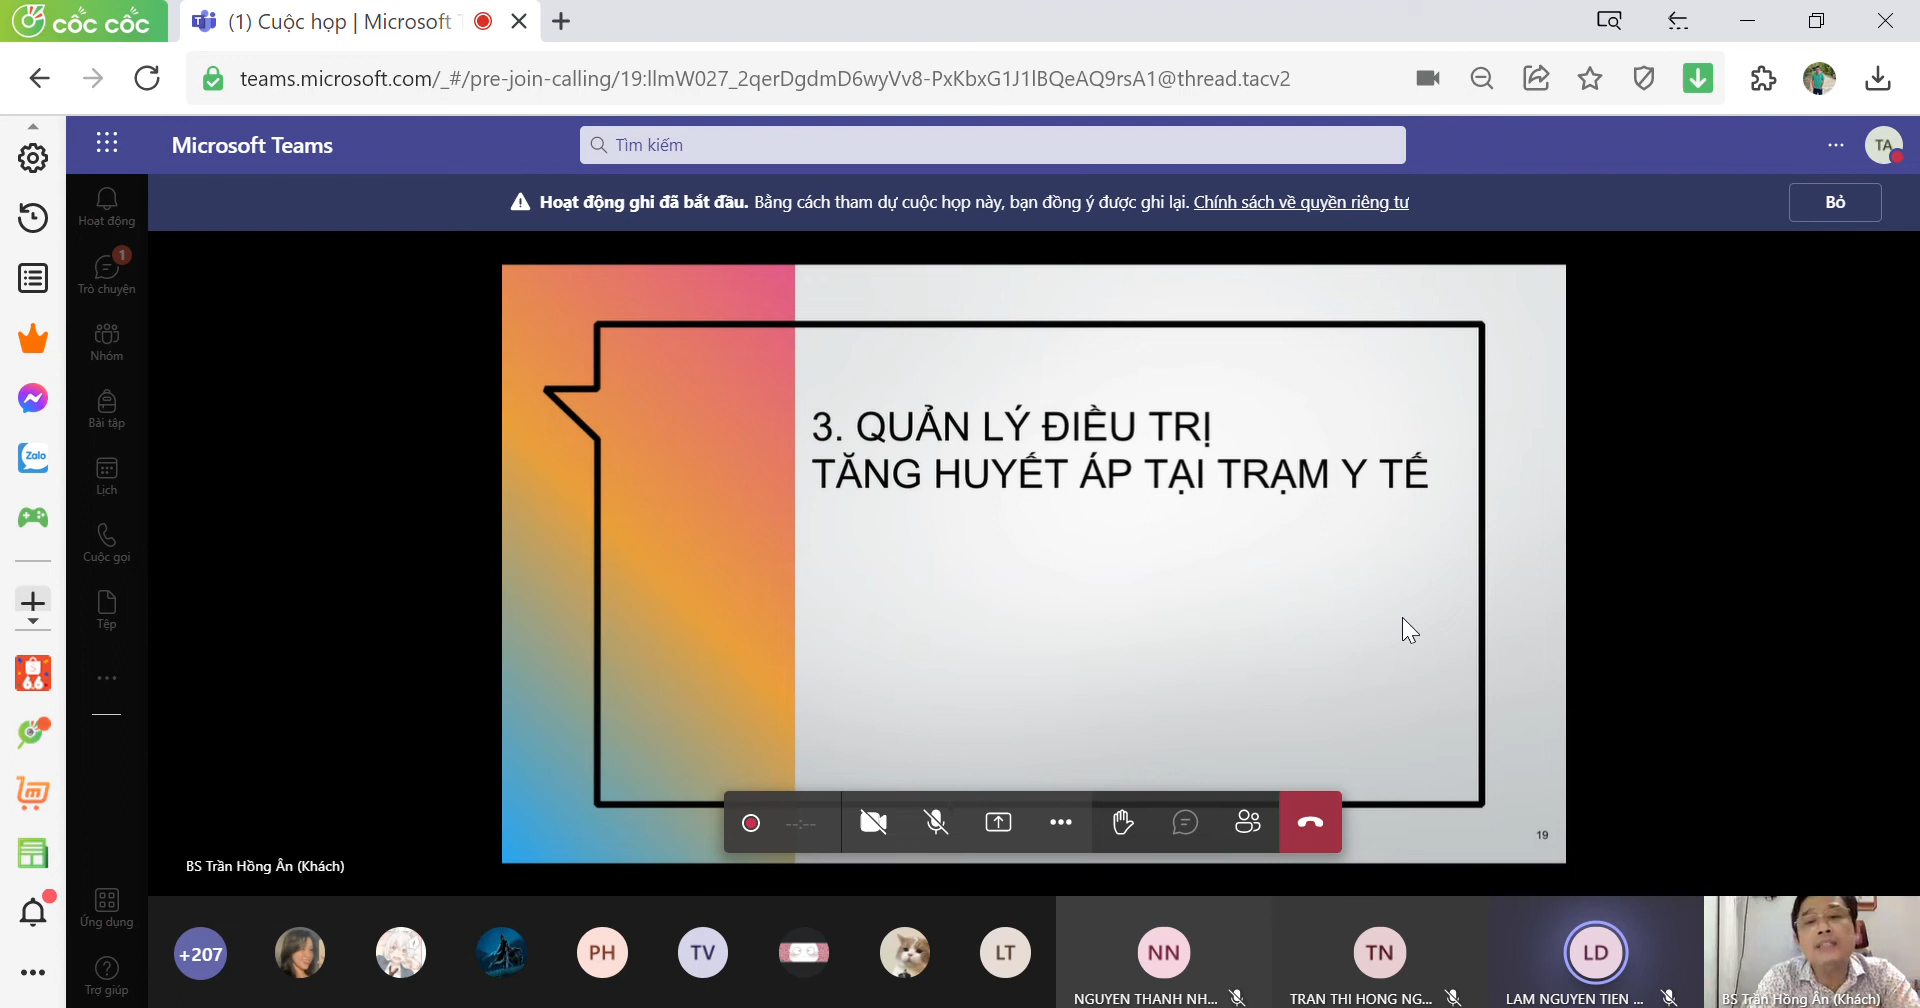 cốc cốc
(1) Cuộc họp | Microsoft
teams.microsoft.com/_#/pre-join-calling/19:llmW027_2qerDgdmD6wyVv8-PxKbxG1J1lBQeAQ9rsA1@thread.tacv2
Microsoft Teams
Tìm kiếm
TA
Hoạt động ghi đã bắt đầu. Bằng cách tham dự cuộc họp này, bạn đồng ý được ghi lại. Chính sách về quyền riêng tư
Bỏ
Hoạt động
1
Trò chuyện
Nhóm
Bài tập
Zalo
Lịch
Cuộc gọi
Tệp
6.6
3. QUẢN LÝ ĐIỀU TRỊ
TĂNG HUYẾT ÁP TẠI TRẠM Y TẾ
19
--:--
BS Trần Hồng Ân (Khách)
Ứng dụng
Trợ giúp
+207
PH
TV
LT
NN
TN
LD
NGUYEN THANH NH...
TRAN THI HONG NG...
LAM NGUYEN TIEN ...
BS Trần Hồng Ân (Khách)